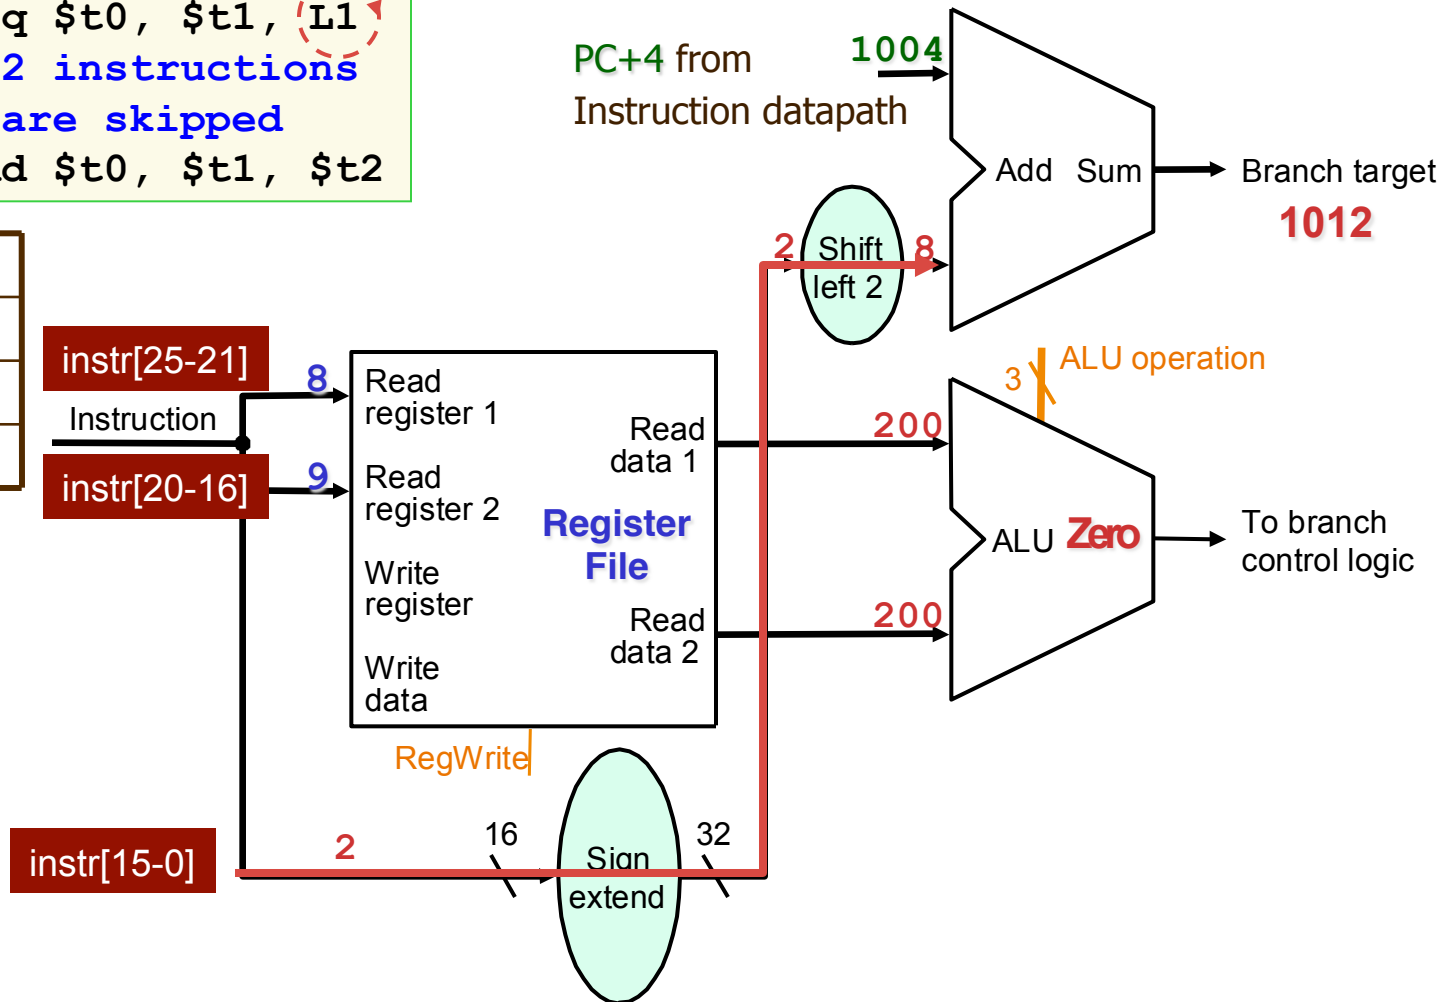 q $t0, $t1, L1
2 instructions
are skipped
d $t0, $t1, $t2
PC+4 from
Instruction datapath
1004
Add Sum
Branch target
1012
2
Shift
left 2
8
instr[25-21]
Instruction
instr[20-16]
8
9
Read
register 1
Read
register 2
Write
register
Write
data
Read
data 1
Read
data 2
Register
File
RegWrite
3
ALU operation
200
200
ALU Zero
To branch
control logic
instr[15-0]
2
16
Sign
extend
32